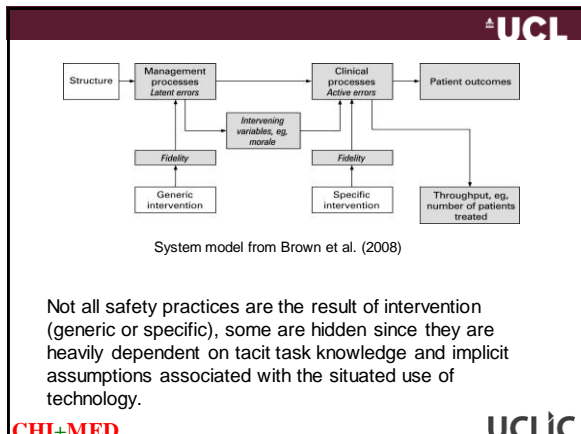 UCL
Structure
Management
processes
Latent errors
Clinical
processes
Active errors
Patient outcomes
Intervening
variables, eg,
morale
Fidelity
Fidelity
Generic
intervention
Specific
intervention
Throughput, eg,
number of patients
treated
System model from Brown et al. (2008)
Not all safety practices are the result of intervention
(generic or specific), some are hidden since they are
heavily dependent on tacit task knowledge and implicit
assumptions associated with the situated use of
technology.
CHI+MED
UCLIC